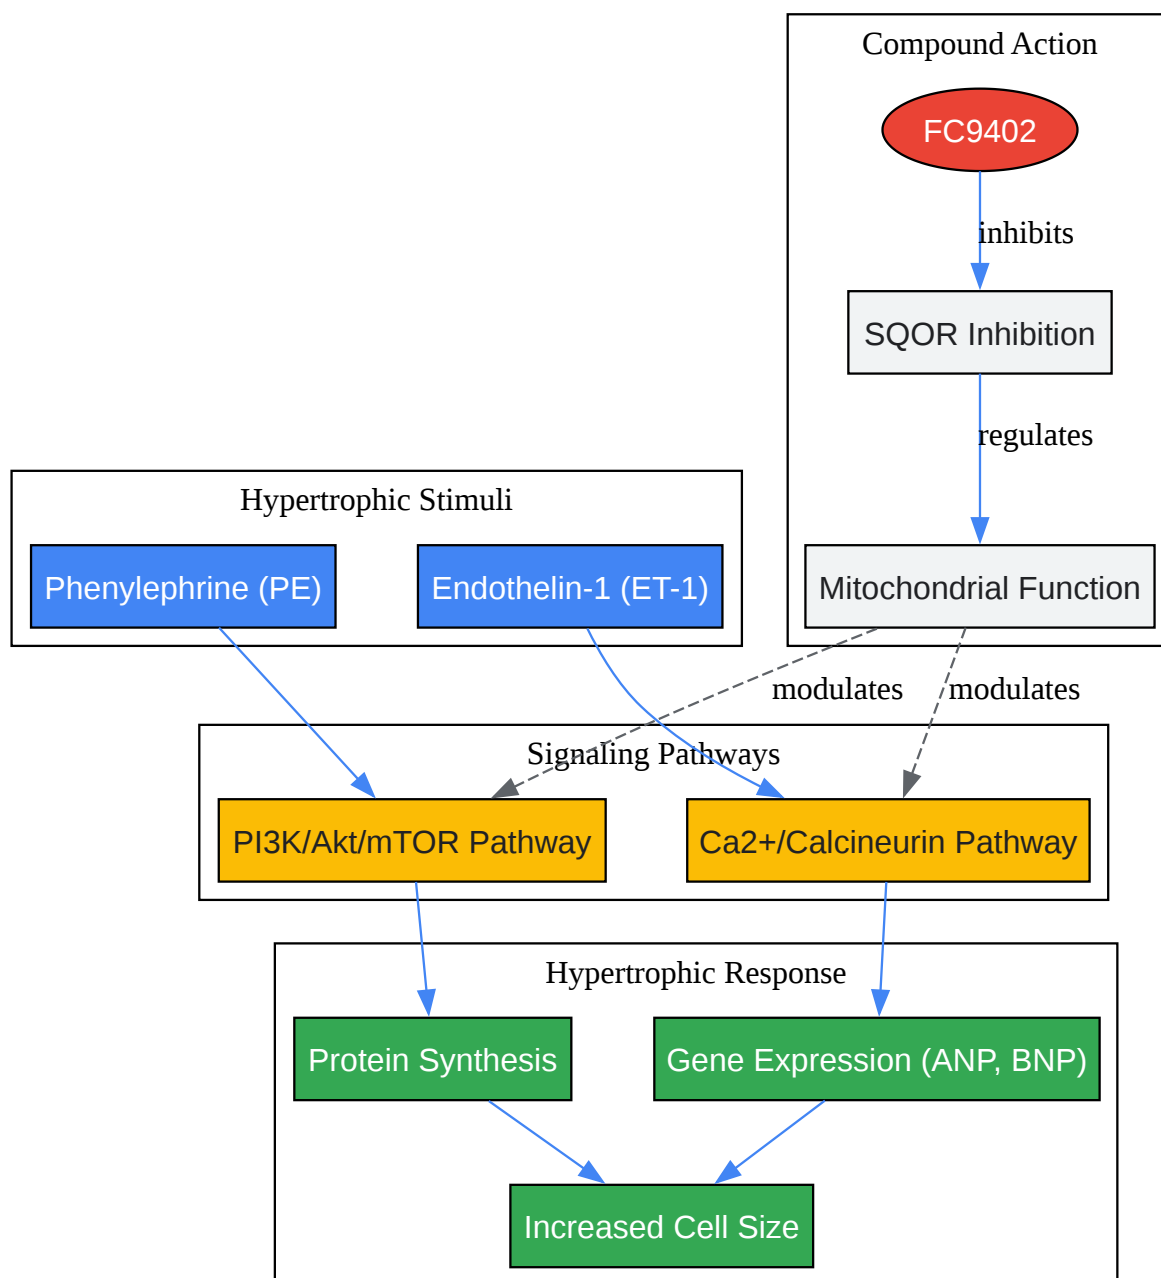 Compound Action
FC9402
inhibits
SQOR Inhibition
regulates
Hypertrophic Stimuli
Phenylephrine (PE)
Endothelin-1 (ET-1)
Mitochondrial Function
modulates
modulates
Signaling Pathways
PI3K/Akt/mTOR Pathway
Ca2+/Calcineurin Pathway
Hypertrophic Response
Protein Synthesis
Gene Expression (ANP, BNP)
Increased Cell Size